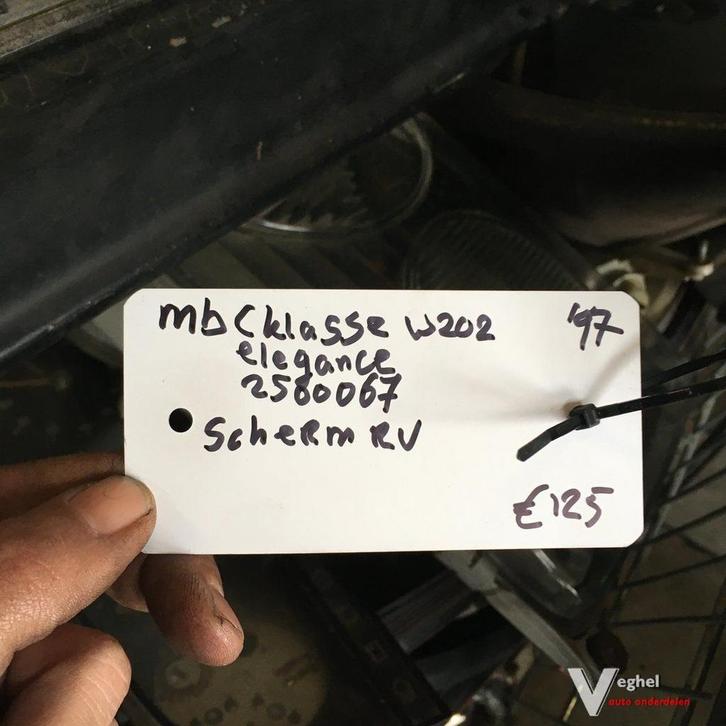 mb C klasse W202 '97
elegance
2580067
Scherm RV
€125
Veghel
auto onderdelen